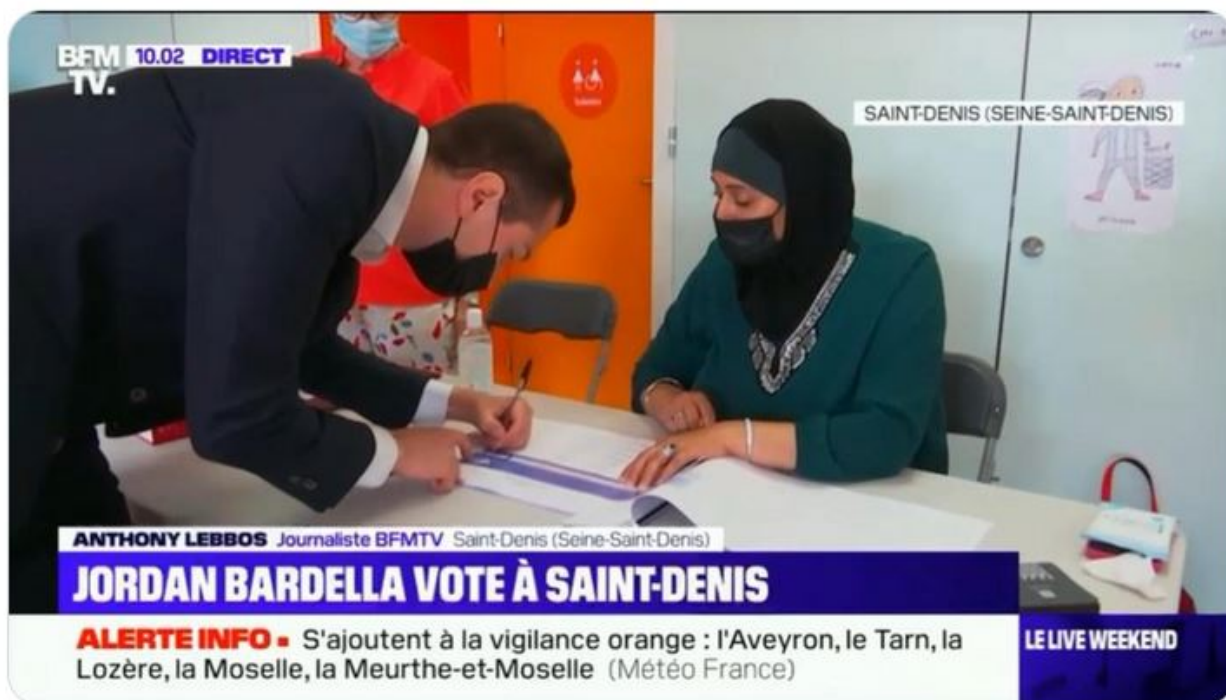 BFM 10.02 DIRECT
TV.
SAINT-DENIS (SEINE-SAINT-DENIS)
ANTHONY LEBBOS Journaliste BFMTV Saint-Denis (Seine-Saint-Denis)
JORDAN BARDELLA VOTE À SAINT-DENIS
ALERTE INFO ▪ S'ajoutent à la vigilance orange : l'Aveyron, le Tarn, la
Lozère, la Moselle, la Meurthe-et-Moselle (Météo France)
LE LIVE WEEKEND